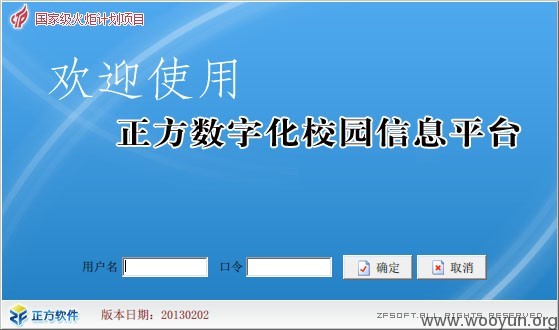 国家级火炬计划项目
欢迎使用
正方数字化校园信息平台
用户名 口令 确定 取消
正方软件 版本日期：20130202 ZFSOFT.ALL RIGHTS RESERVED
www.wooyun.org